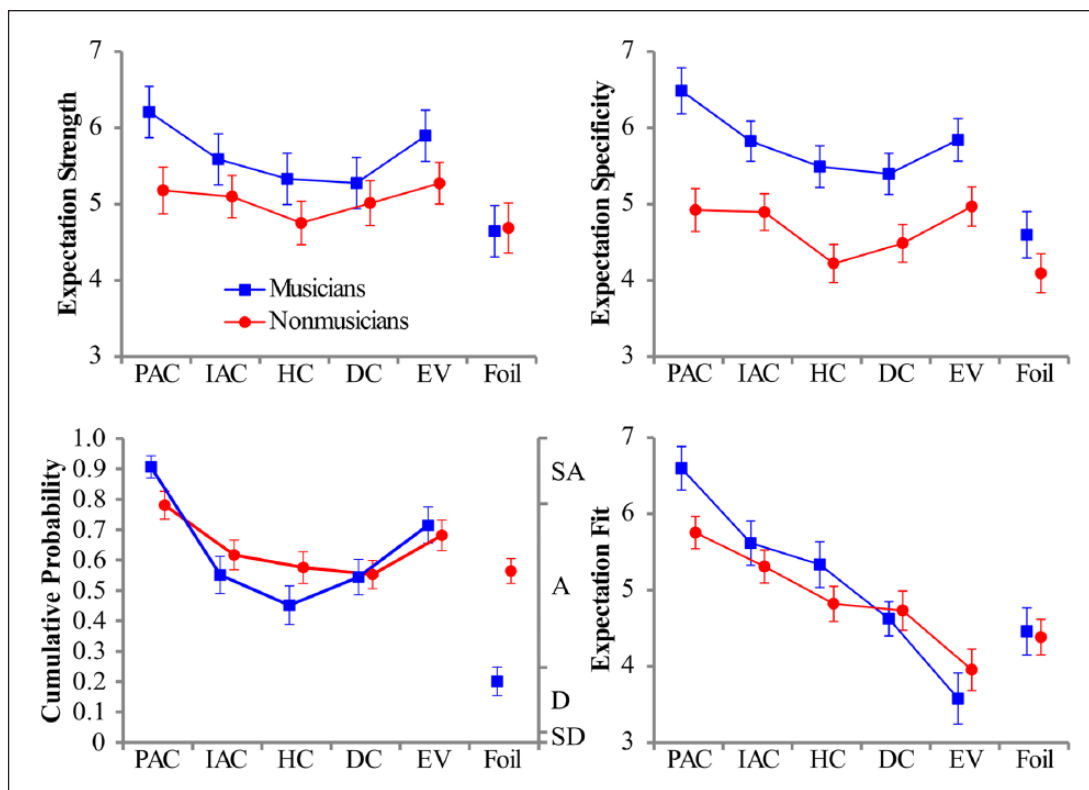 7
6
5
4
3
Expectation Strength
Musicians
Nonmusicians
PAC IAC HC DC EV Foil
7
6
5
4
3
Expectation Specificity
PAC IAC HC DC EV Foil
1.0
0.9
0.8
0.7
0.6
0.5
0.4
0.3
0.2
0.1
0
Cumulative Probability
SA
A
D
SD
PAC IAC HC DC EV Foil
7
6
5
4
3
Expectation Fit
PAC IAC HC DC EV Foil